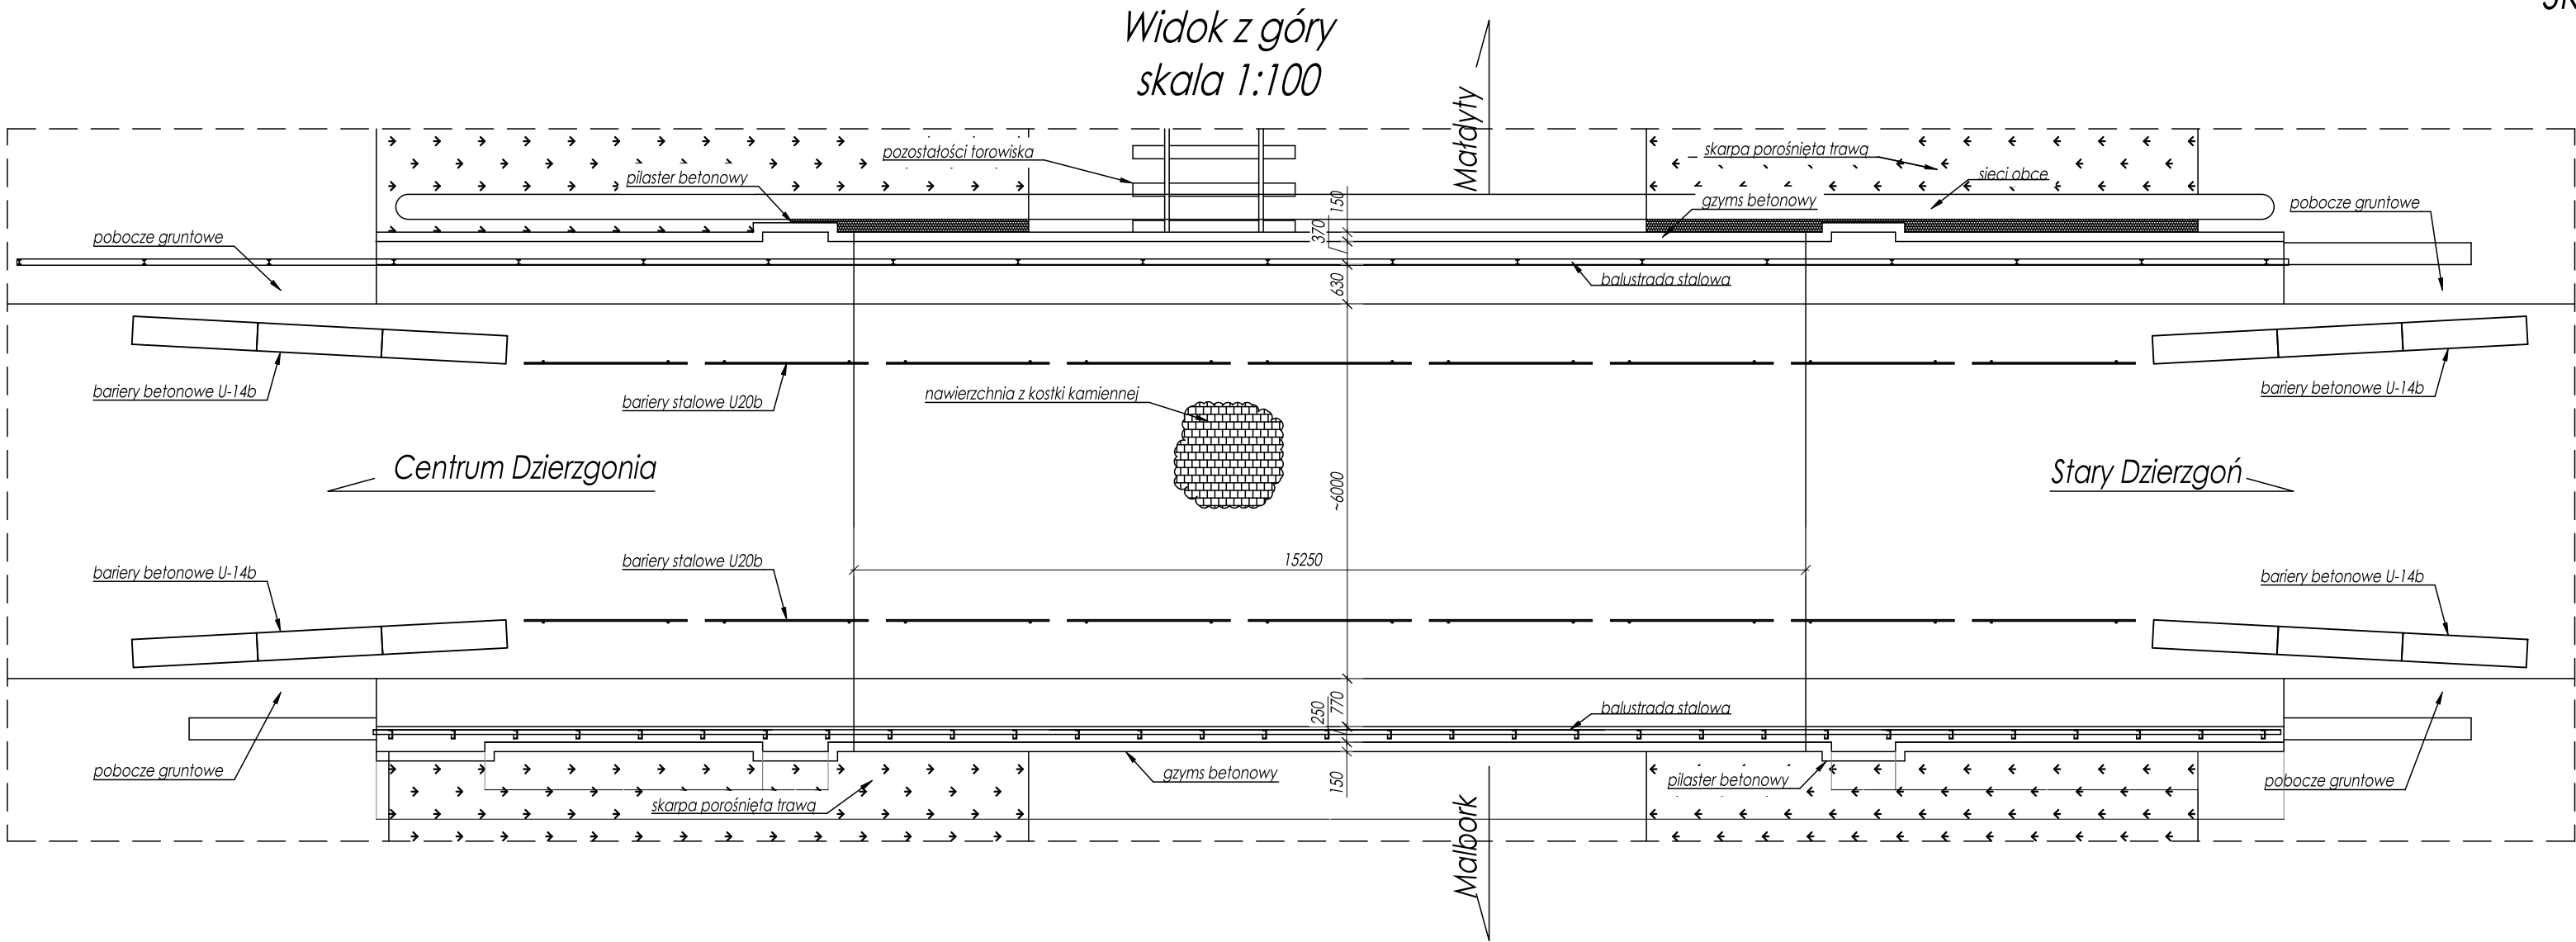 SK
Widok z góry
skala 1:100
Małdyty
pozostałości torowiska
skarpa porośnięta trawą
pilaster betonowy
sieci obce
gzyms betonowy
pobocze gruntowe
pobocze gruntowe
150
370
balustrada stalowa
630
bariery betonowe U-14b
bariery stalowe U20b
nawierzchnia z kostki kamiennej
bariery betonowe U-14b
Centrum Dzierzgonia
Stary Dzierzgoń
~6000
bariery betonowe U-14b
bariery stalowe U20b
15250
bariery betonowe U-14b
250
770
balustrada stalowa
pobocze gruntowe
gzyms betonowy
150
pilaster betonowy
pobocze gruntowe
skarpa porośnięta trawą
Malbork